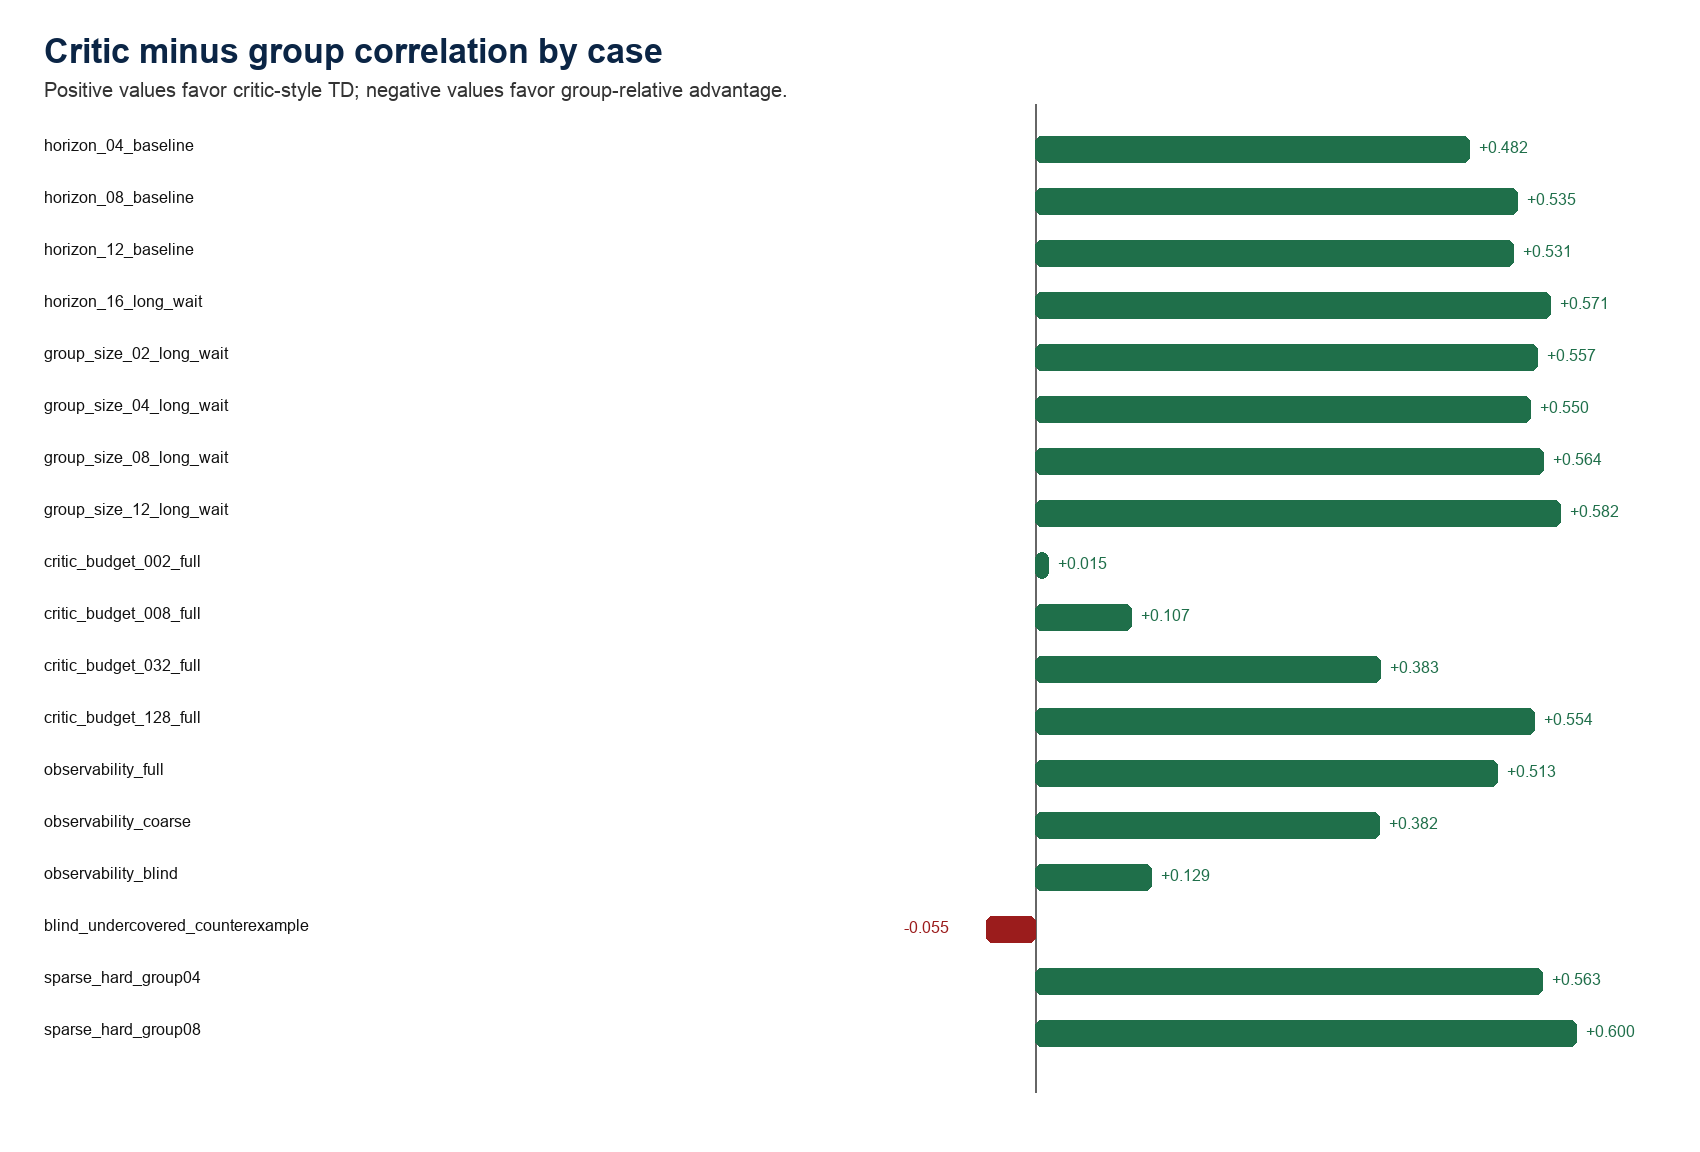 Critic minus group correlation by case
Positive values favor critic-style TD; negative values favor group-relative advantage.
horizon_04_baseline +0.482
horizon_08_baseline +0.535
horizon_12_baseline +0.531
horizon_16_long_wait +0.571
group_size_02_long_wait +0.557
group_size_04_long_wait +0.550
group_size_08_long_wait +0.564
group_size_12_long_wait +0.582
critic_budget_002_full +0.015
critic_budget_008_full +0.107
critic_budget_032_full +0.383
critic_budget_128_full +0.554
observability_full +0.513
observability_coarse +0.382
observability_blind +0.129
blind_undercovered_counterexample -0.055
sparse_hard_group04 +0.563
sparse_hard_group08 +0.600